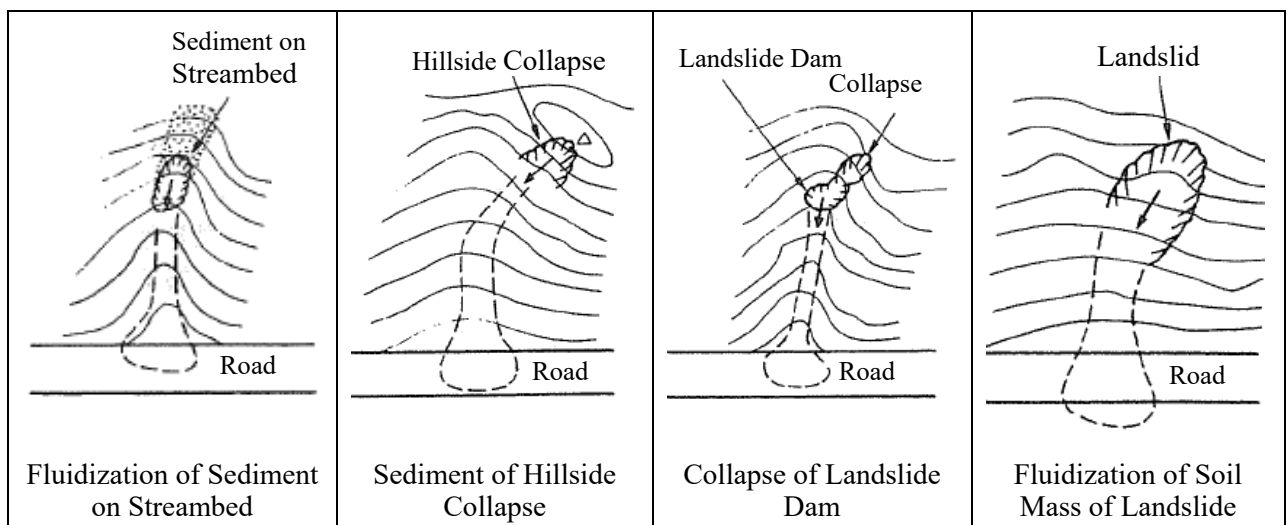 Sediment on
Streambed
Road
Fluidization of Sediment
on Streambed
Hillside Collapse
Road
Sediment of Hillside
Collapse
Landslide Dam
Collapse
Road
Collapse of Landslide
Dam
Landslid
Road
Fluidization of Soil
Mass of Landslide